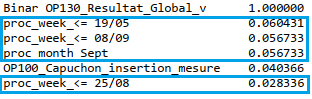 Binar OP130_Resultat_Global_v 1.000000
proc_week_<= 19/05 0.060431
proc_week_<= 08/09 0.056733
proc month Sept 0.056733
OP100_Capuchon_insertion_mesure 0.040366
proc_week_<= 25/08 0.028336